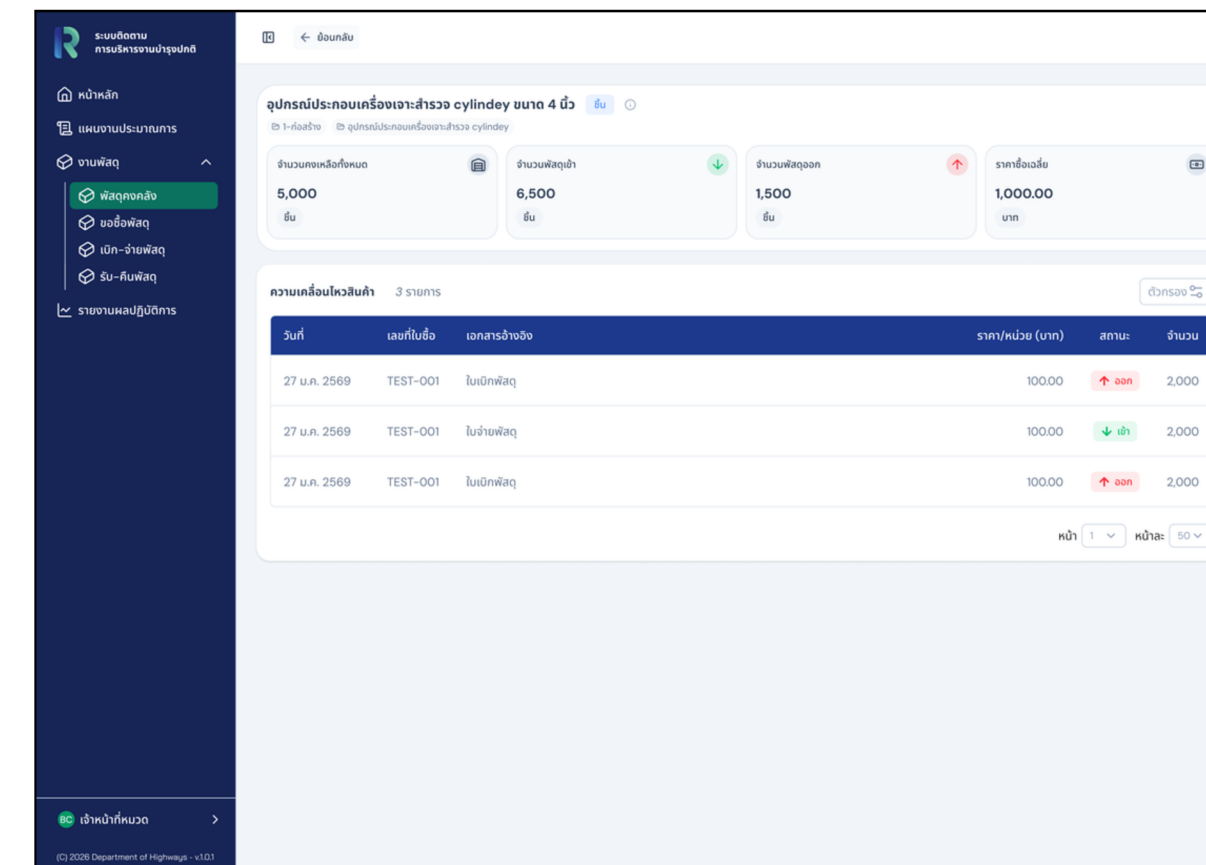 ระบบติดตาม
การบริหารงานบำรุงปกติ
หน้าหลัก
แผนงานประมาณการ
งานพัสดุ
พัสดุคงคลัง
ขอซื้อพัสดุ
เบิก-จ่ายพัสดุ
รับ-คืนพัสดุ
รายงานผลปฏิบัติการ
BC เจ้าหน้าที่หมวด
(C) 2026 Department of Highways - v.1.0.1
ย้อนกลับ
อุปกรณ์ประกอบเครื่องเจาะสำรวจ cylindey ขนาด 4 นิ้ว ชิ้น
1-ก่อสร้าง อุปกรณ์ประกอบเครื่องเจาะสำรวจ cylindey
จำนวนคงเหลือทั้งหมด จำนวนพัสดุเข้า จำนวนพัสดุออก ราคาซื้อเฉลี่ย
5,000 6,500 1,500 1,000.00
ชิ้น ชิ้น ชิ้น บาท
ความเคลื่อนไหวสินค้า 3 รายการ ตัวกรอง
วันที่ เลขที่ใบซื้อ เอกสารอ้างอิง ราคา/หน่วย (บาท) สถานะ จำนวน
27 ม.ค. 2569 TEST-001 ใบเบิกพัสดุ 100.00 ออก 2,000
27 ม.ค. 2569 TEST-001 ใบจ่ายพัสดุ 100.00 เข้า 2,000
27 ม.ค. 2569 TEST-001 ใบเบิกพัสดุ 100.00 ออก 2,000
หน้า 1 หน้าละ 50